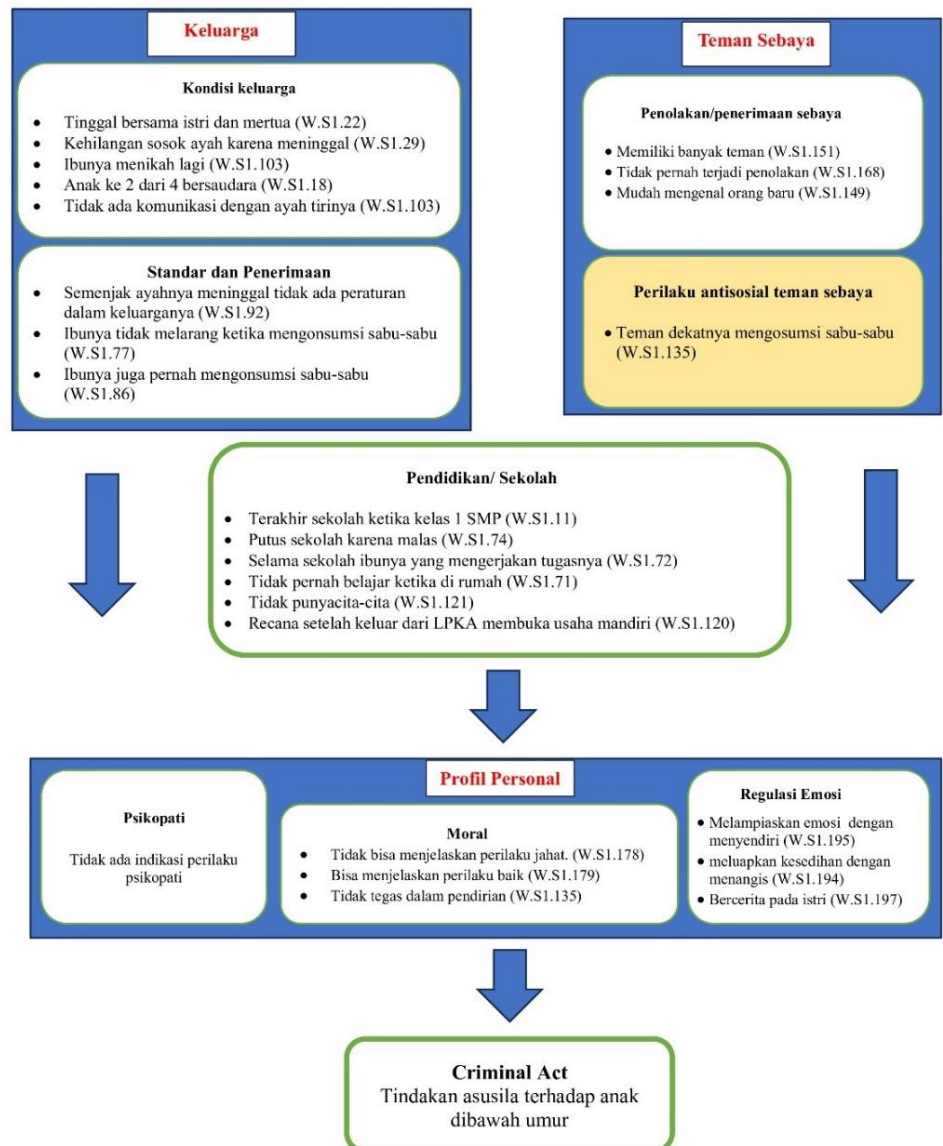 Keluarga
Kondisi keluarga
• Tinggal bersama istri dan mertua (W.S1.22)
• Kehilangan sosok ayah karena meninggal (W.S1.29)
• Ibunya menikah lagi (W.S1.103)
• Anak ke 2 dari 4 bersaudara (W.S1.18)
• Tidak ada komunikasi dengan ayah tirinya (W.S1.103)
Standar dan Penerimaan
• Semenjak ayahnya meninggal tidak ada peraturan
dalam keluarganya (W.S1.92)
• Ibunya tidak melarang ketika mengonsumsi sabu-sabu
(W.S1.77)
• Ibunya juga pernah mengonsumsi sabu-sabu
(W.S1.86)
Teman Sebaya
Penolakan/penerimaan sebaya
• Memiliki banyak teman (W.S1.151)
• Tidak pernah terjadi penolakan (W.S1.168)
• Mudah mengenal orang baru (W.S1.149)
Perilaku antisosial teman sebaya
• Teman dekatnya mengosumsi sabu-sabu
(W.S1.135)
Pendidikan/ Sekolah
• Terakhir sekolah ketika kelas 1 SMP (W.S1.11)
• Putus sekolah karena malas (W.S1.74)
• Selama sekolah ibunya yang mengerjakan tugasnya (W.S1.72)
• Tidak pernah belajar ketika di rumah (W.S1.71)
• Tidak punyacita-cita (W.S1.121)
• Recana setelah keluar dari LPKA membuka usaha mandiri (W.S1.120)
Profil Personal
Psikopati
Tidak ada indikasi perilaku
psikopati
Moral
• Tidak bisa menjelaskan perilaku jahat. (W.S1.178)
• Bisa menjelaskan perilaku baik (W.S1.179)
• Tidak tegas dalam pendirian (W.S1.135)
Regulasi Emosi
• Melampiaskan emosi dengan
menyendiri (W.S1.195)
• meluapkan kesedihan dengan
menangis (W.S1.194)
• Bercerita pada istri (W.S1.197)
Criminal Act
Tindakan asusila terhadap anak
dibawah umur